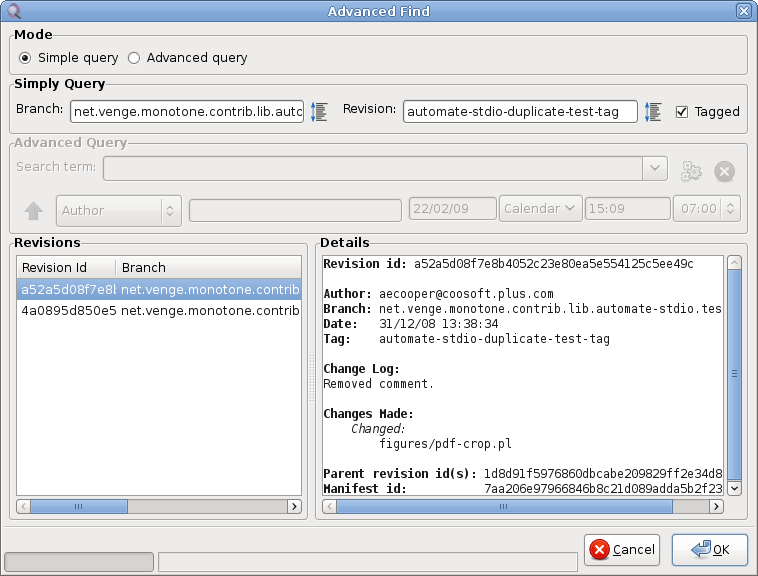 Advanced Find
Mode
Simple query Advanced query
Simply Query
Branch: net.venge.monotone.contrib.lib.auto Revision: automate-stdio-duplicate-test-tag Tagged
Advanced Query
Search term:
Author 22/02/09 Calendar 15:09 07:00
Revisions
Revision Id Branch
a52a5d08f7e8b net.venge.monotone.contrib
4a0895d850e5 net.venge.monotone.contrib
Details
Revision id: a52a5d08f7e8b4052c23e80ea5e554125c5ee49c
Author: aecooper@coosoft.plus.com
Branch: net.venge.monotone.contrib.lib.automate-stdio.tes
Date: 31/12/08 13:38:34
Tag: automate-stdio-duplicate-test-tag
Change Log:
Removed comment.
Changes Made:
Changed:
figures/pdf-crop.pl
Parent revision id(s): 1d8d91f5976860dbcabe209829ff2e34d8
Manifest id: 7aa206e97966846b8c21d089adda5b2f23
Cancel OK